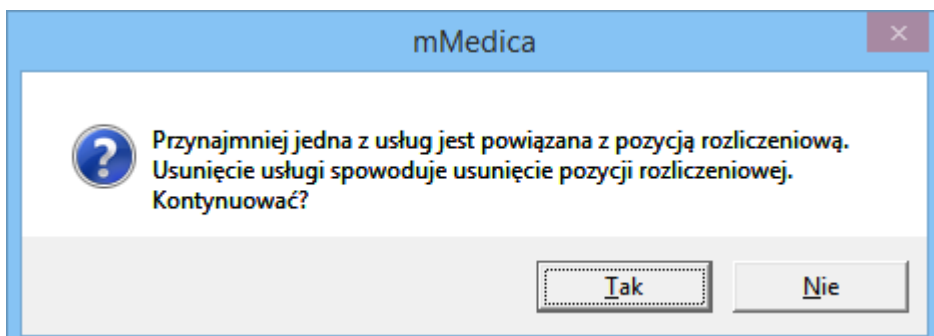 mMedica
Przynajmniej jedna z usług jest powiązana z pozycją rozliczeniową.
Usunięcie usługi spowoduje usunięcie pozycji rozliczeniowej.
Kontynuować?
Tak
Nie